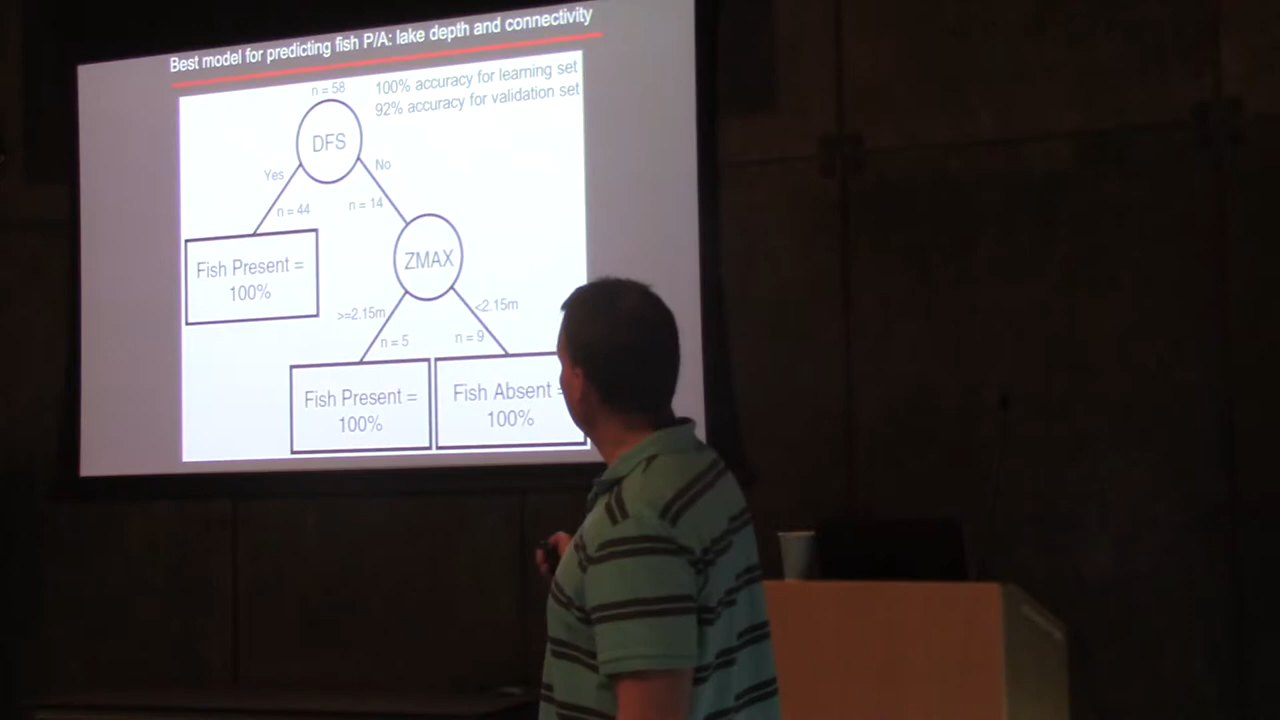 Best model for predicting fish P/A: lake depth and connectivity
n = 58
100% accuracy for learning set
92% accuracy for validation set
DFS
Yes
No
n = 44
n = 14
Fish Present =
100%
ZMAX
>=2.15m
<2.15m
n = 5
n = 9
Fish Present =
100%
Fish Absent =
100%